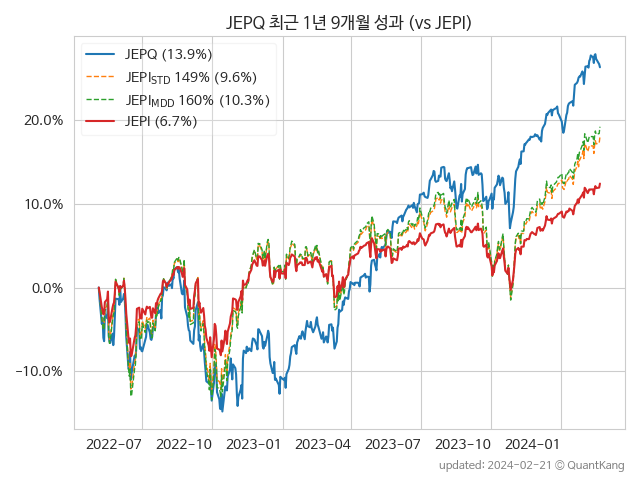 JEPQ 최근 1년 9개월 성과 (vs JEPI)
JEPQ (13.9%)
JEPISTD 149% (9.6%)
JEPIMDD 160% (10.3%)
JEPI (6.7%)
20.0%
10.0%
0.0%
−10.0%
2022-07 2022-10 2023-01 2023-04 2023-07 2023-10 2024-01
updated: 2024-02-21 © QuantKang